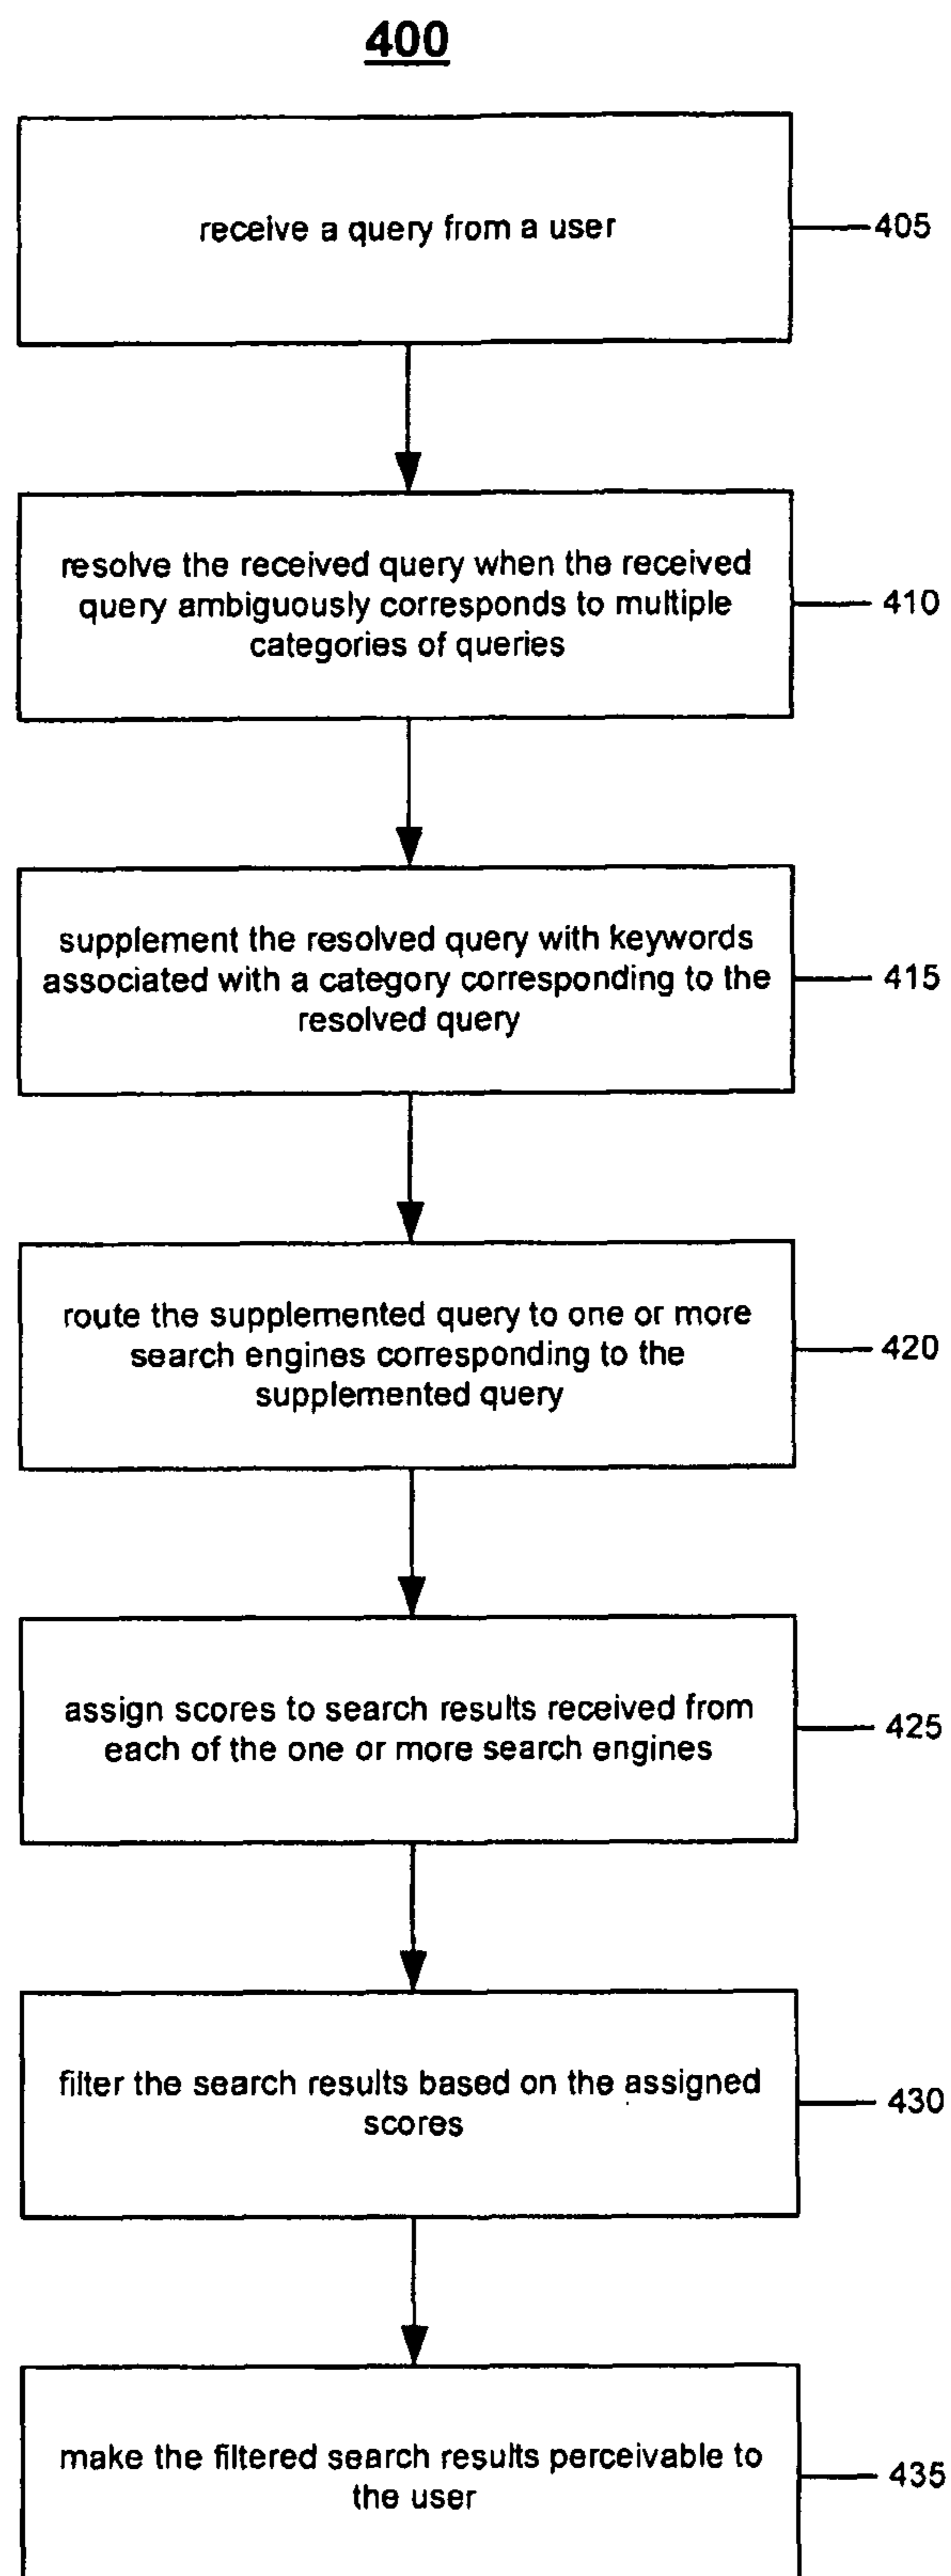 400
receive a query from a user
405
resolve the received query when the received
query ambiguously corresponds to multiple
categories of queries
410
supplement the resolved query with keywords
associated with a category corresponding to the
resolved query
415
route the supplemented query to one or more
search engines corresponding to the
supplemented query
420
assign scores to search results received from
each of the one or more search engines
425
filter the search results based on the assigned
scores
430
make the filtered search results perceivable to
the user
435